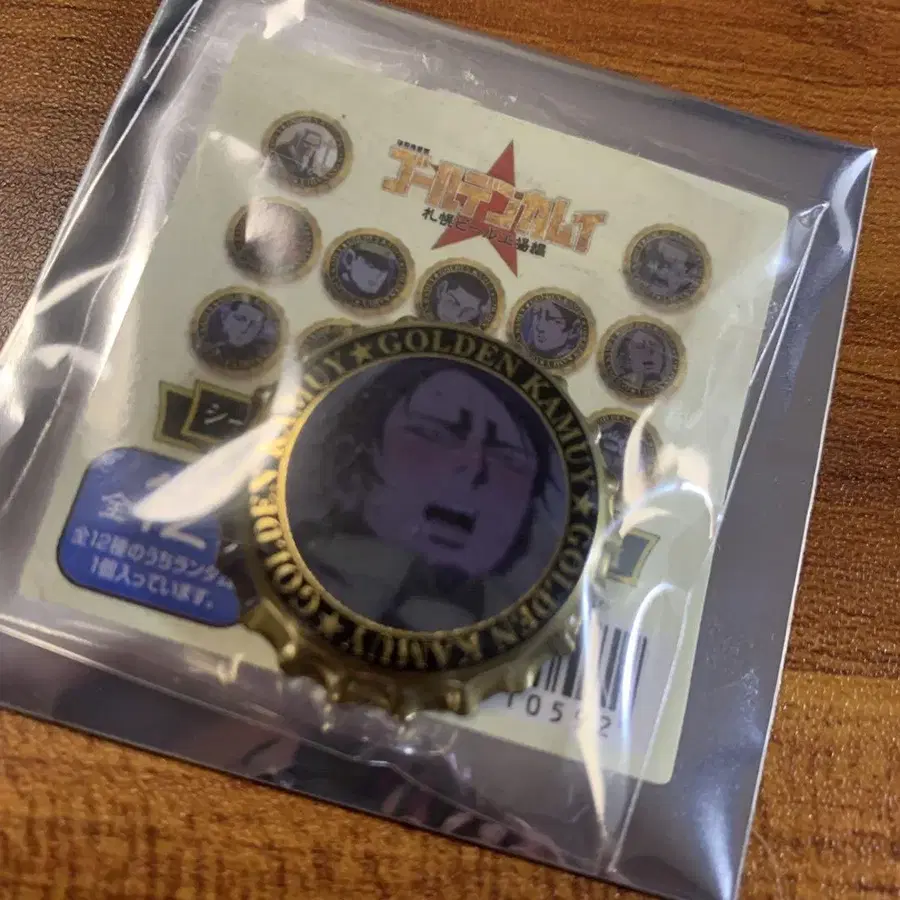 ゴールデンカムイ
札幌ビール工場編
GOLDEN KAMUY★GOLDEN KAMUY★GOLDEN KAMUY★
シー
全12
全12種のうちランダム
1個入っています。